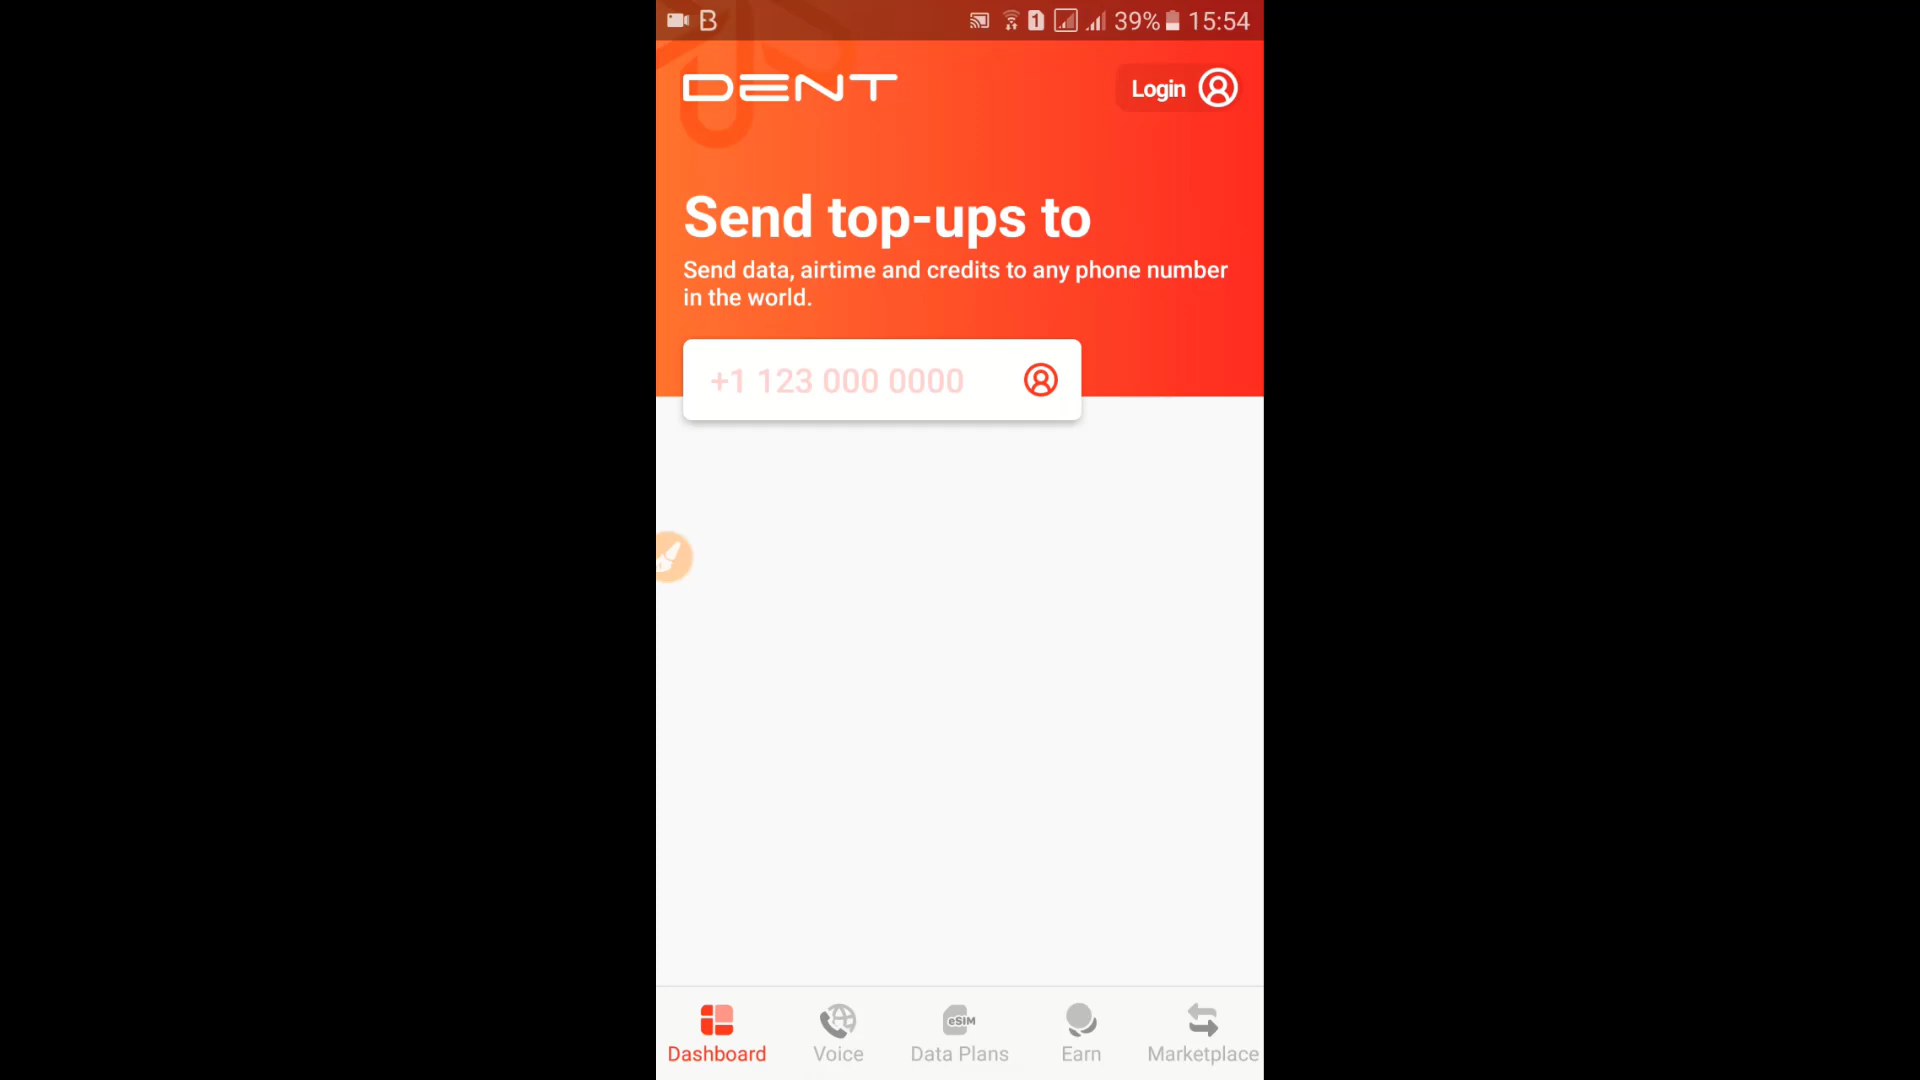 39% 15:54
DENT
Login
Send top-ups to
Send data, airtime and credits to any phone number
in the world.
+1 123 000 0000
Dashboard
Voice
eSIM
Data Plans
Earn
Marketplace